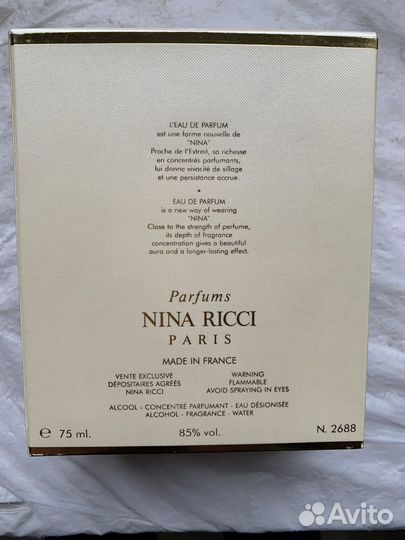 L'EAU DE PARFUM
est une forme nouvelle de
"NINA"
Proche de l'Extrait, sa richesse
en concentrés parfumants,
lui donne vivacité de sillage
et une persistance accrue.
•
EAU DE PARFUM
is a new way of wearing
"NINA"
Close to the strength of perfume,
its depth of fragrance
concentration gives a beautiful
aura and a longer-lasting effect.
Parfums
NINA RICCI
PARIS
MADE IN FRANCE
VENTE EXCLUSIVE
DÉPOSITAIRES AGRÉÉS
NINA RICCI
WARNING
FLAMMABLE
AVOID SPRAYING IN EYES
ALCOOL - CONCENTRÉ PARFUMANT - EAU DÉSIONISÉE
ALCOHOL - FRAGRANCE - WATER
℮ 75 ml.
85% vol.
N. 2688
Avito